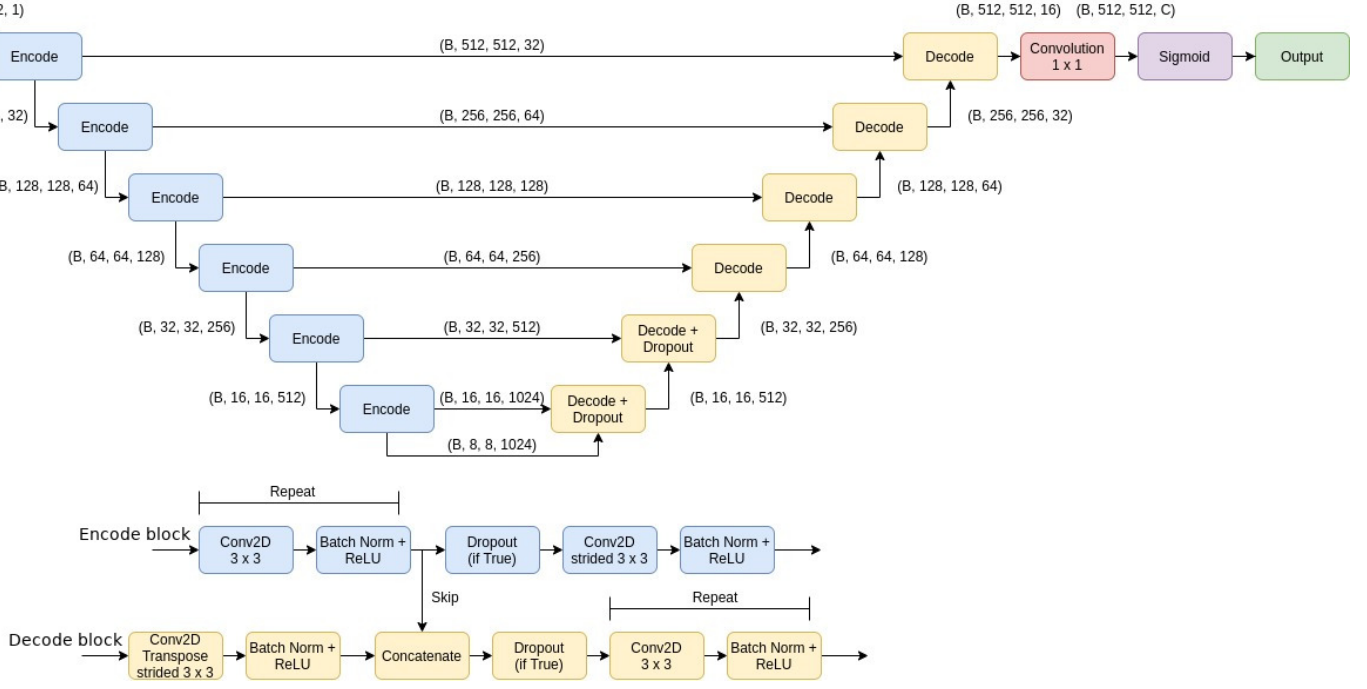 2, 1)
(B, 512, 512, 16)
(B, 512, 512, C)
Encode
(B, 512, 512, 32)
Decode
Convolution
1 x 1
Sigmoid
Output
, 32)
Encode
(B, 256, 256, 64)
Decode
(B, 256, 256, 32)
B, 128, 128, 64)
Encode
(B, 128, 128, 128)
Decode
(B, 128, 128, 64)
(B, 64, 64, 128)
Encode
(B, 64, 64, 256)
Decode
(B, 64, 64, 128)
(B, 32, 32, 256)
Encode
(B, 32, 32, 512)
Decode +
Dropout
(B, 32, 32, 256)
(B, 16, 16, 512)
Encode
(B, 16, 16, 1024)
Decode +
Dropout
(B, 16, 16, 512)
(B, 8, 8, 1024)
Repeat
Encode block
Conv2D
3 x 3
Batch Norm +
ReLU
Dropout
(if True)
Conv2D
strided 3 x 3
Batch Norm +
ReLU
Skip
Repeat
Decode block
Conv2D
Transpose
strided 3 x 3
Batch Norm +
ReLU
Concatenate
Dropout
(if True)
Conv2D
3 x 3
Batch Norm +
ReLU